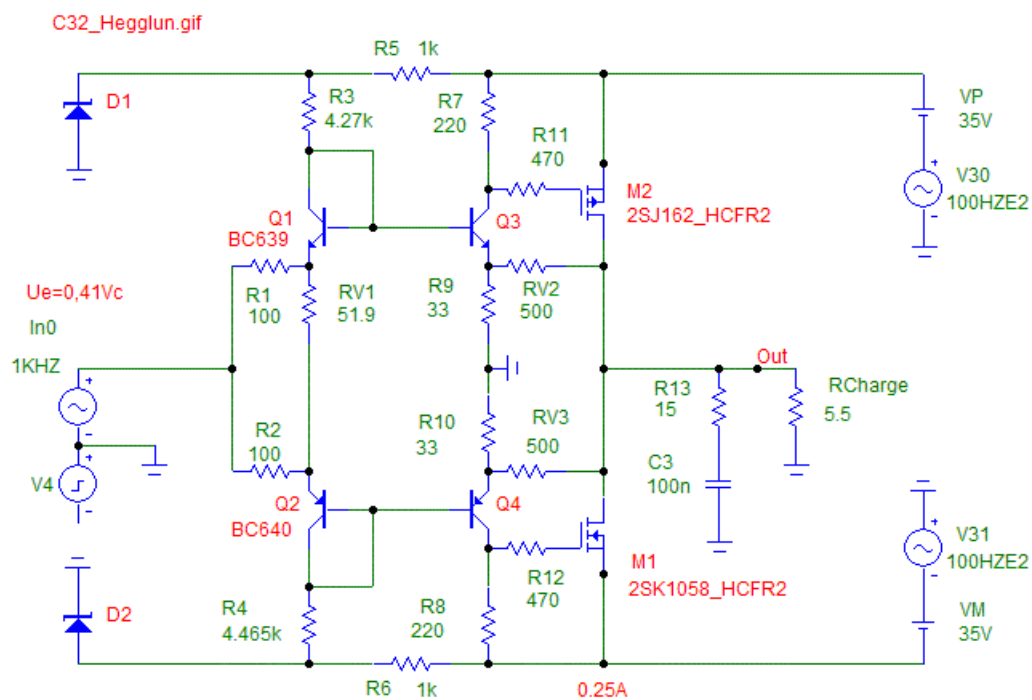 C32_Hegglun.gif
R5 1k
D1
R3
4.27k
R7
220
R11
470
VP
35V
V30
100HZE2
M2
2SJ162_HCFR2
Q1
BC639
Q3
Ue=0,41Vc
In0
1KHZ
R1
100
RV1
51.9
R9
33
RV2
500
Out
R13
15
RCharge
5.5
R2
100
R10
33
RV3
500
C3
100n
V4
Q2
BC640
Q4
V31
100HZE2
M1
2SK1058_HCFR2
D2
R4
4.465k
R8
220
R12
470
VM
35V
R6 1k
0.25A